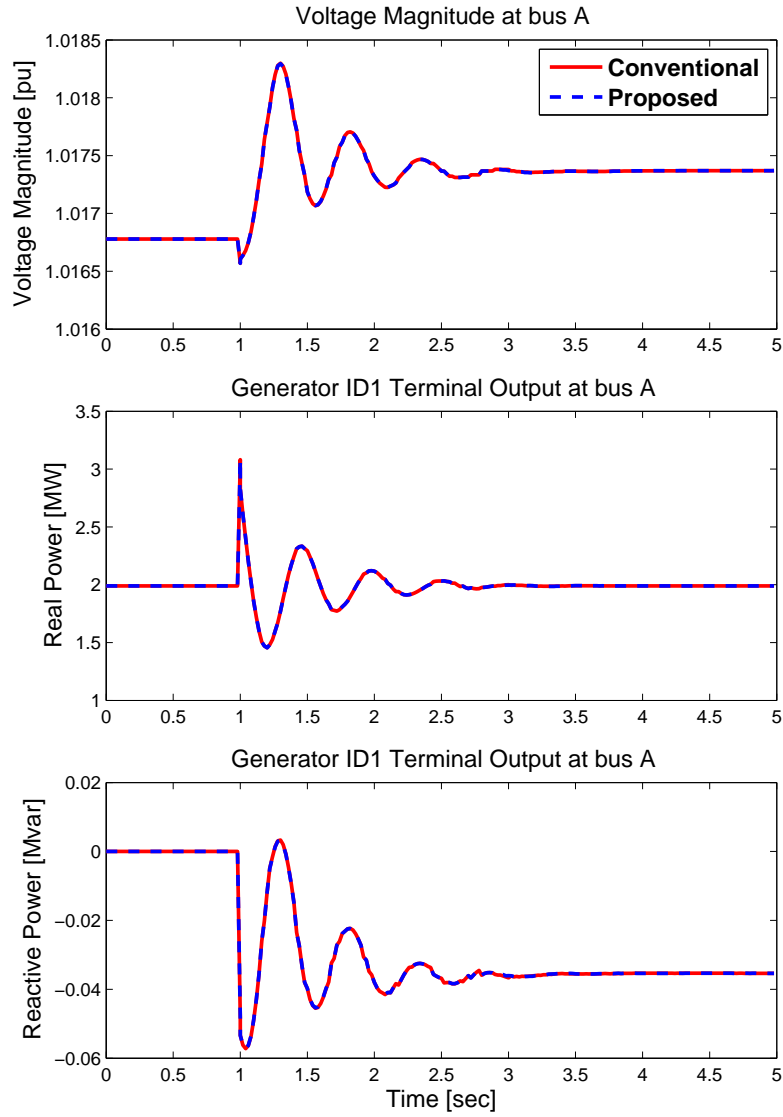 Voltage Magnitude at bus A
Voltage Magnitude [pu]
1.0185
1.018
1.0175
1.017
1.0165
1.016
Conventional
Proposed
0 0.5 1 1.5 2 2.5 3 3.5 4 4.5 5
Generator ID1 Terminal Output at bus A
Real Power [MW]
3.5
3
2.5
2
1.5
1
0 0.5 1 1.5 2 2.5 3 3.5 4 4.5 5
Generator ID1 Terminal Output at bus A
Reactive Power [Mvar]
0.02
0
−0.02
−0.04
−0.06
0 0.5 1 1.5 2 2.5 3 3.5 4 4.5 5
Time [sec]